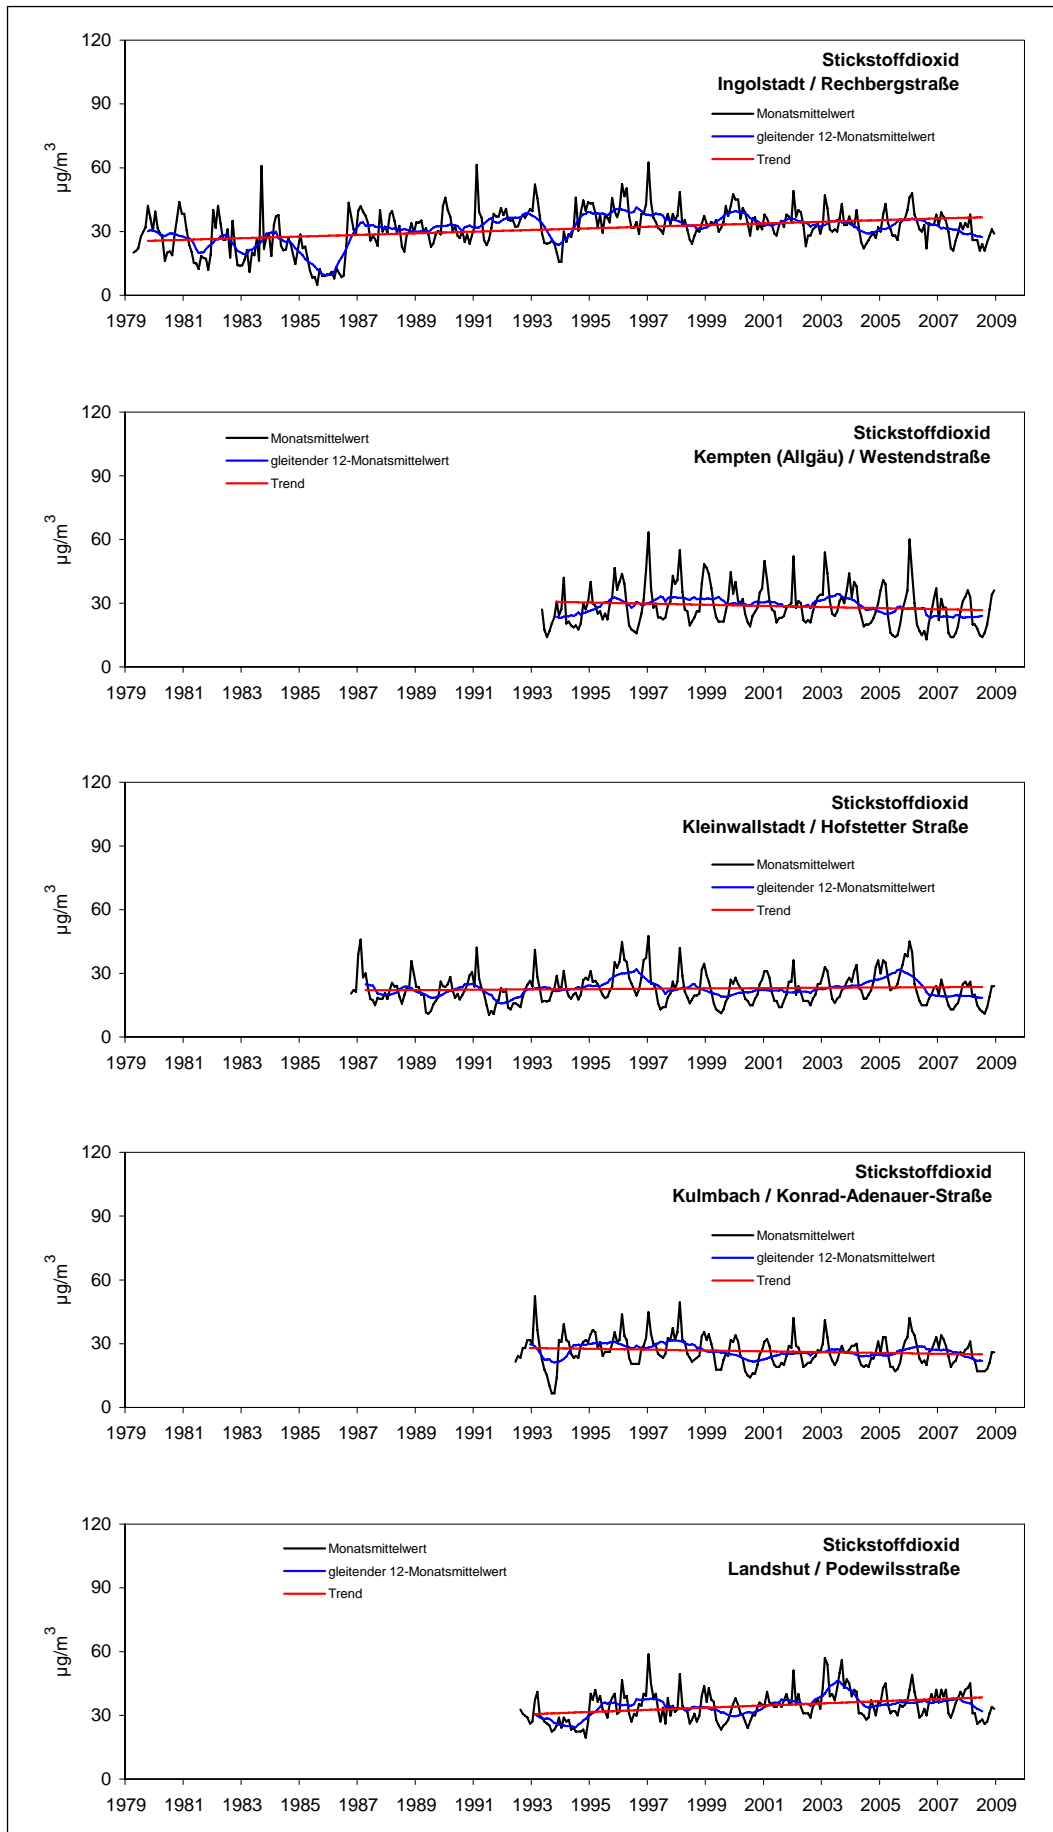 120
90
60
30
0
µg/m³
Stickstoffdioxid
Ingolstadt / Rechbergstraße
Monatsmittelwert
gleitender 12-Monatsmittelwert
Trend
1979 1981 1983 1985 1987 1989 1991 1993 1995 1997 1999 2001 2003 2005 2007 2009
120
90
60
30
0
µg/m³
Monatsmittelwert
gleitender 12-Monatsmittelwert
Trend
Stickstoffdioxid
Kempten (Allgäu) / Westendstraße
1979 1981 1983 1985 1987 1989 1991 1993 1995 1997 1999 2001 2003 2005 2007 2009
120
90
60
30
0
µg/m³
Stickstoffdioxid
Kleinwallstadt / Hofstetter Straße
Monatsmittelwert
gleitender 12-Monatsmittelwert
Trend
1979 1981 1983 1985 1987 1989 1991 1993 1995 1997 1999 2001 2003 2005 2007 2009
120
90
60
30
0
µg/m³
Stickstoffdioxid
Kulmbach / Konrad-Adenauer-Straße
Monatsmittelwert
gleitender 12-Monatsmittelwert
Trend
1979 1981 1983 1985 1987 1989 1991 1993 1995 1997 1999 2001 2003 2005 2007 2009
120
90
60
30
0
µg/m³
Monatsmittelwert
gleitender 12-Monatsmittelwert
Trend
Stickstoffdioxid
Landshut / Podewilsstraße
1979 1981 1983 1985 1987 1989 1991 1993 1995 1997 1999 2001 2003 2005 2007 2009